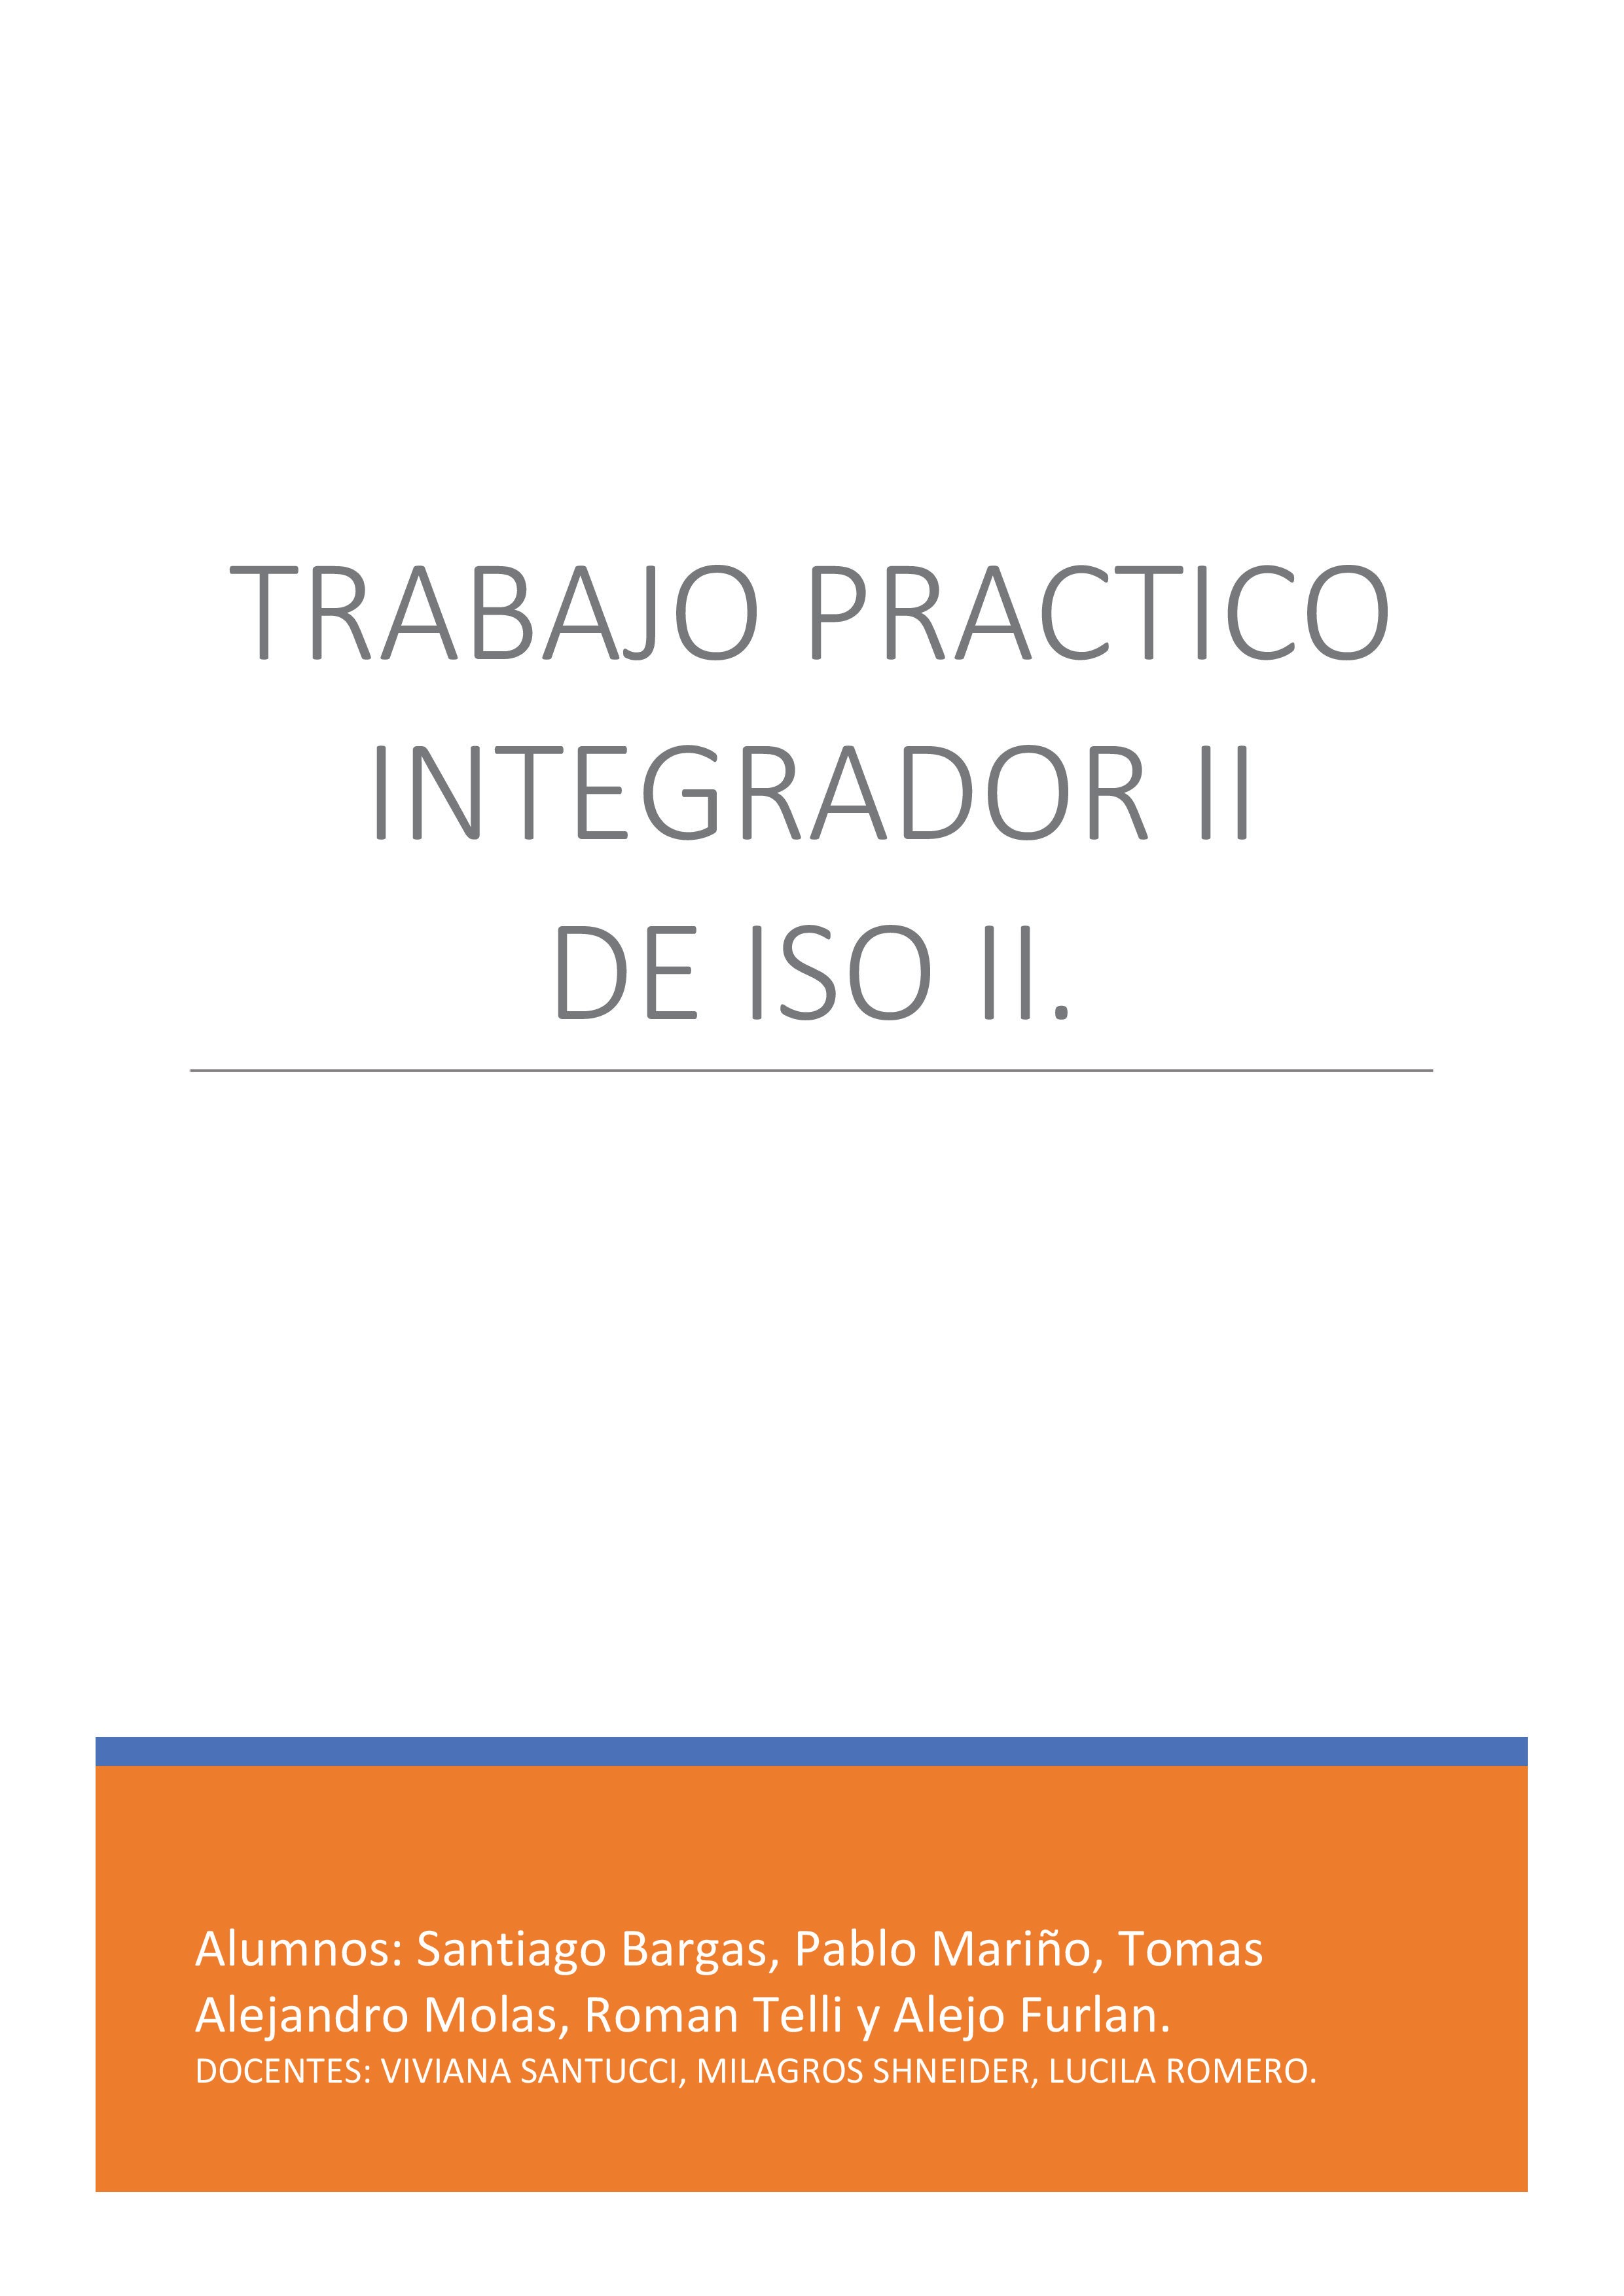 TRABAJO PRACTICO
INTEGRADOR II
DE ISO II.
Alumnos: Santiago Bargas, Pablo Mariño, Tomas
Alejandro Molas, Roman Telli y Alejo Furlan.
DOCENTES: VIVIANA SANTUCCI, MILAGROS SHNEIDER, LUCILA ROMERO.